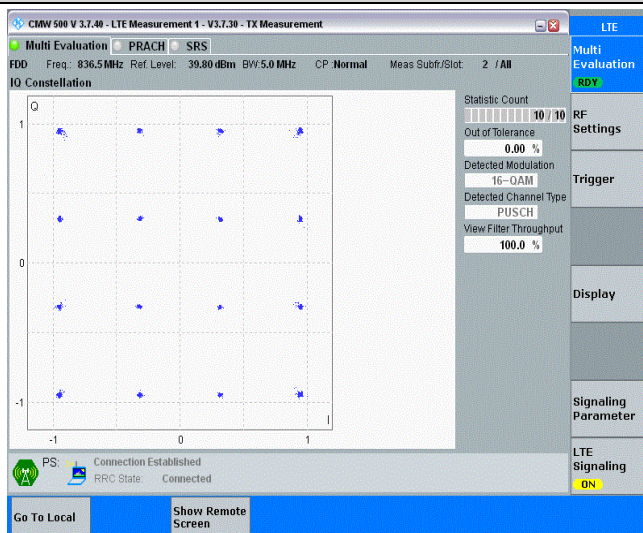 CMW 500 V 3.7.40 - LTE Measurement 1 - V3.7.30 - TX Measurement
LTE
Multi Evaluation PRACH SRS
FDD Freq.: 836.5 MHz Ref. Level: 39.80 dBm BW: 5.0 MHz CP :Normal Meas Subfr./Slot: 2 / All
IQ Constellation
Q
1
0
-1
-1 0 1
I
Statistic Count
10 / 10
Out of Tolerance
0.00 %
Detected Modulation
16-QAM
Detected Channel Type
PUSCH
View Filter Throughput
100.0 %
Multi
Evaluation
RDY
RF
Settings
Trigger
Display
Signaling
Parameter
LTE
Signaling
ON
PS: Connection Established
RRC State: Connected
Go To Local
Show Remote
Screen